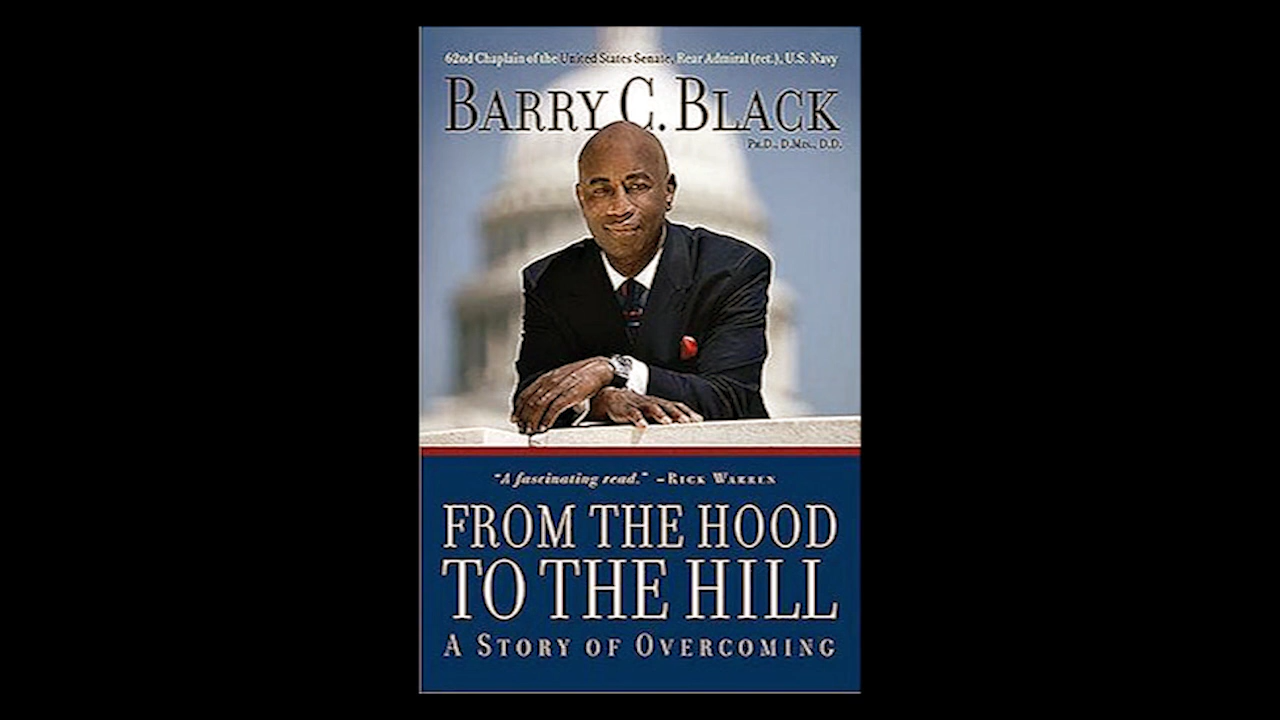 62nd Chaplain of the United States Senate, Rear Admiral (ret.), U.S. Navy
BARRY C. BLACK
PH.D., D.MIN., D.D.
"A fascinating read." –RICK WARREN
FROM THE HOOD
TO THE HILL
A STORY OF OVERCOMING